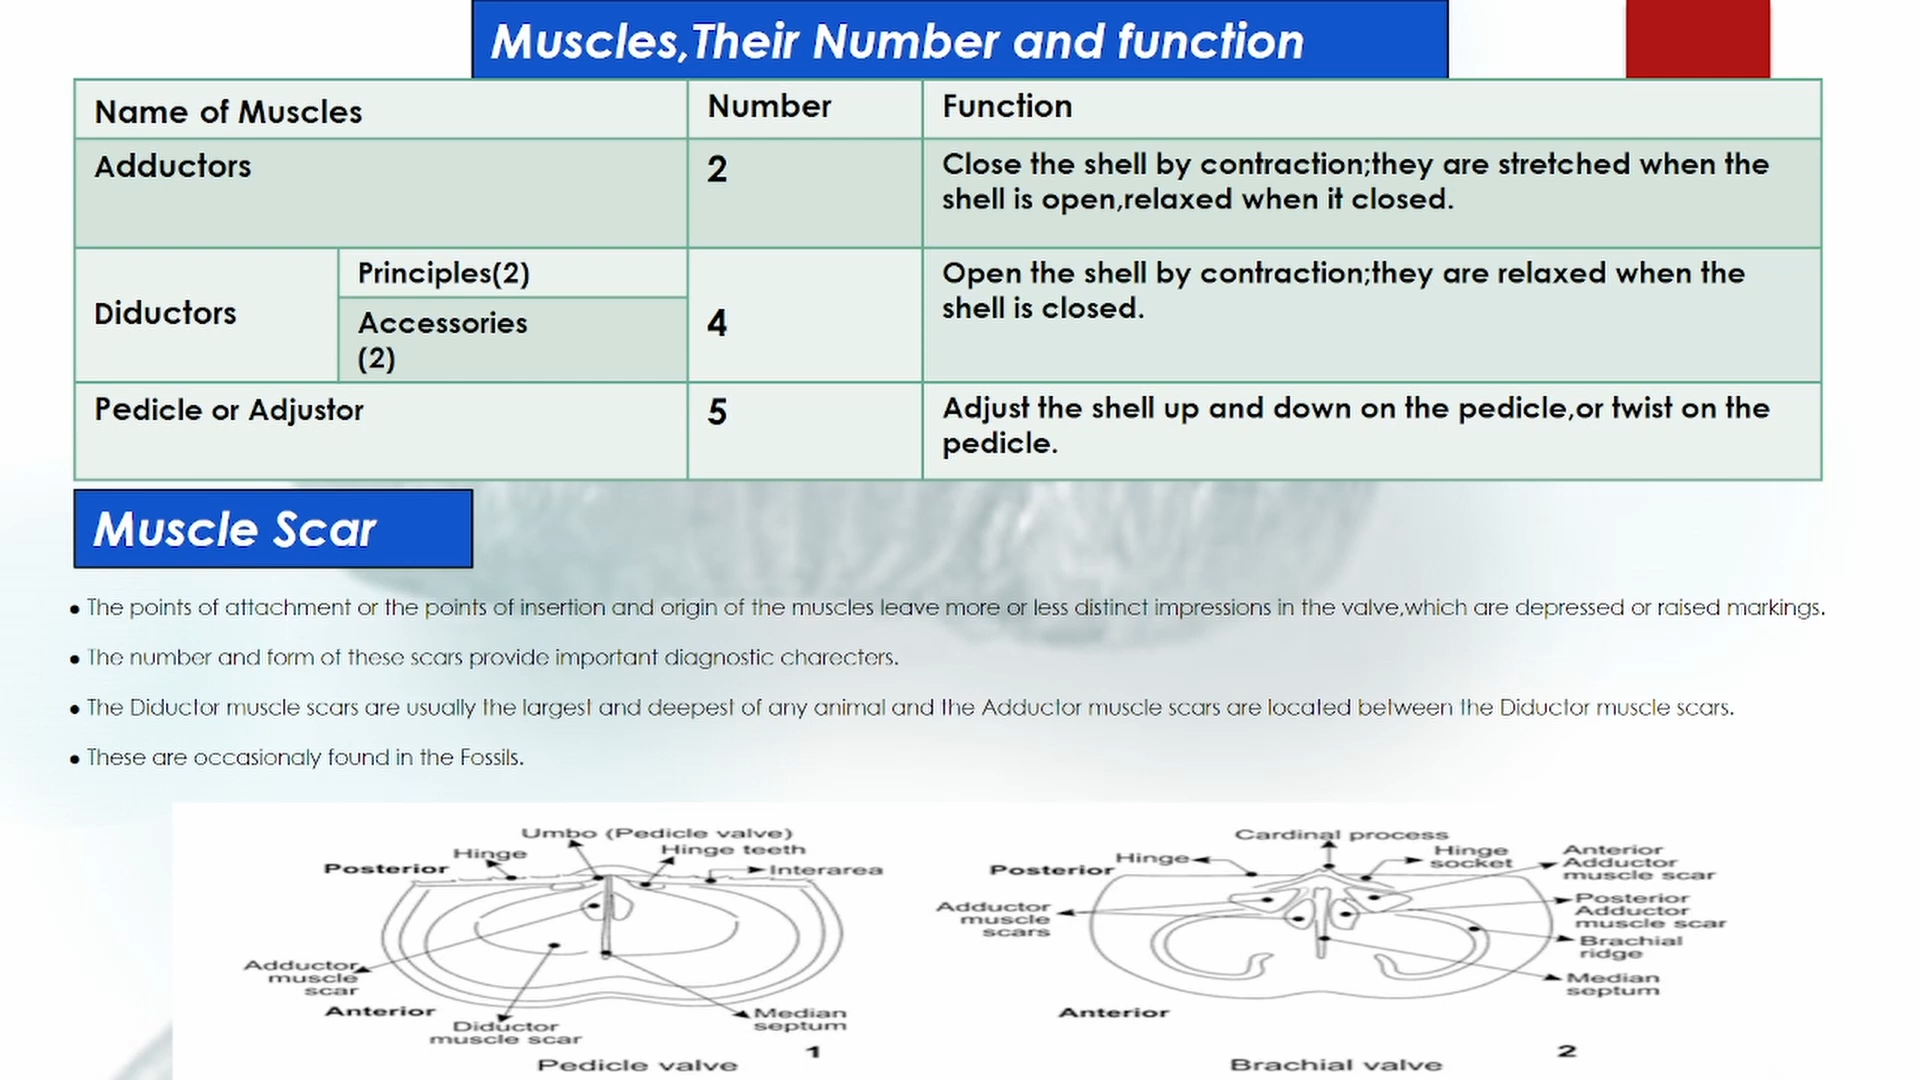 Muscles,Their Number and function
Name of Muscles
Number
Function
Adductors
2
Close the shell by contraction;they are stretched when the
shell is open,relaxed when it closed.
Diductors
Principles(2)
Accessories
(2)
4
Open the shell by contraction;they are relaxed when the
shell is closed.
Pedicle or Adjustor
5
Adjust the shell up and down on the pedicle,or twist on the
pedicle.
Muscle Scar
• The points of attachment or the points of insertion and origin of the muscles leave more or less distinct impressions in the valve,which are depressed or raised markings.
• The number and form of these scars provide important diagnostic charecters.
• The Diductor muscle scars are usually the largest and deepest of any animal and the Adductor muscle scars are located between the Diductor muscle scars.
• These are occasionaly found in the Fossils.
Umbo (Pedicle valve)
Hinge
Hinge teeth
Posterior
Interarea
Adductor
muscle
scar
Anterior
Diductor
muscle scar
Median
septum
1
Pedicle valve
Cardinal process
Hinge
Hinge
socket
Anterior
Adductor
muscle scar
Posterior
Adductor
muscle
scars
Posterior
Adductor
muscle scar
Brachial
ridge
Median
septum
Anterior
2
Brachial valve